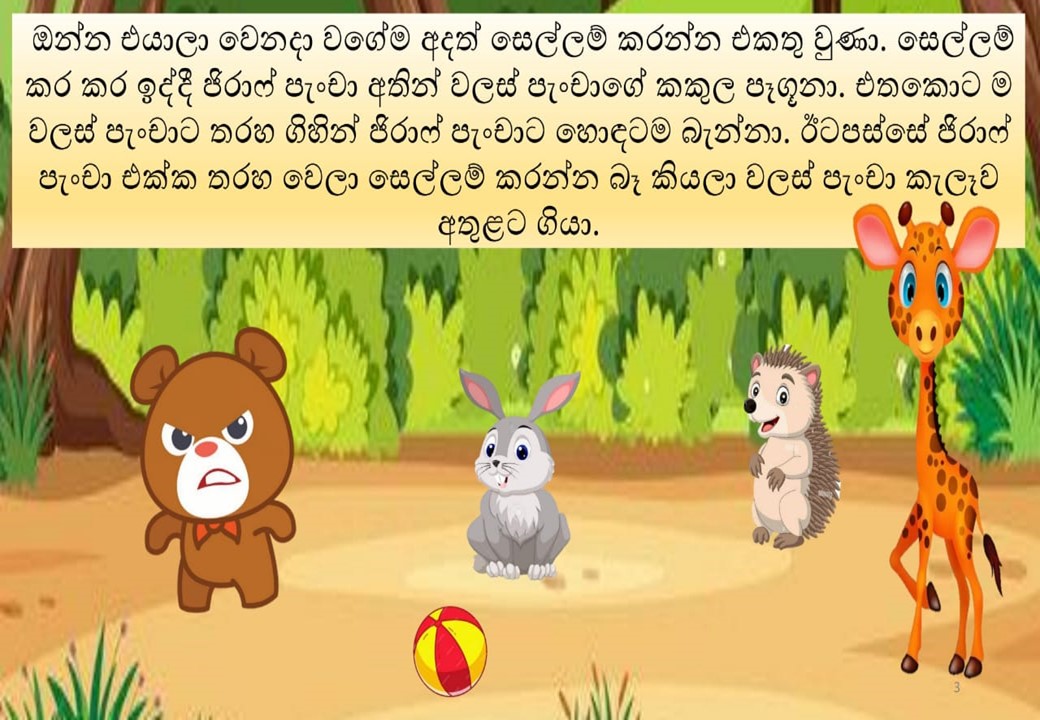 ඔන්න එයාලා වෙනදා වගේම අදත් සෙල්ලම් කරන්න එකතු වුණා. සෙල්ලම්
කර කර ඉද්දී ජිරාෆ් පැංචා අතින් වලස් පැංචාගේ කකුල පෑගුනා. එතකොට ම
වලස් පැංචාට තරහ ගිහින් ජිරාෆ් පැංචාට හොඳටම බැන්නා. ඊටපස්සේ ජිරාෆ්
පැංචා එක්ක තරහ වෙලා සෙල්ලම් කරන්න බෑ කියලා වලස් පැංචා කැලෑව
අතුළට ගියා.
3